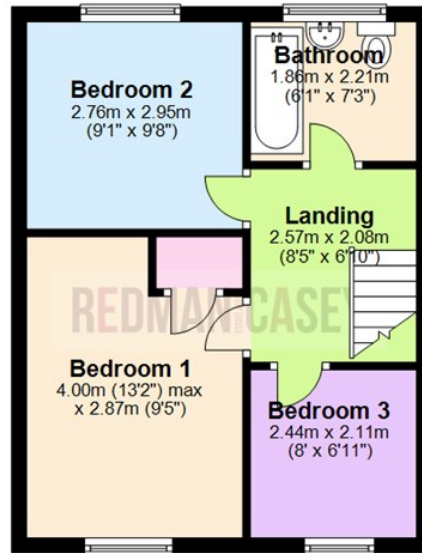 Bathroom
1.86m x 2.21m
(6'1" x 7'3")
Bedroom 2
2.76m x 2.95m
(9'1" x 9'8")
Landing
2.57m x 2.08m
(8'5" x 6'10")
REDMAN CASEY
Bedroom 1
4.00m (13'2") max
x 2.87m (9'5")
Bedroom 3
2.44m x 2.11m
(8' x 6'11")